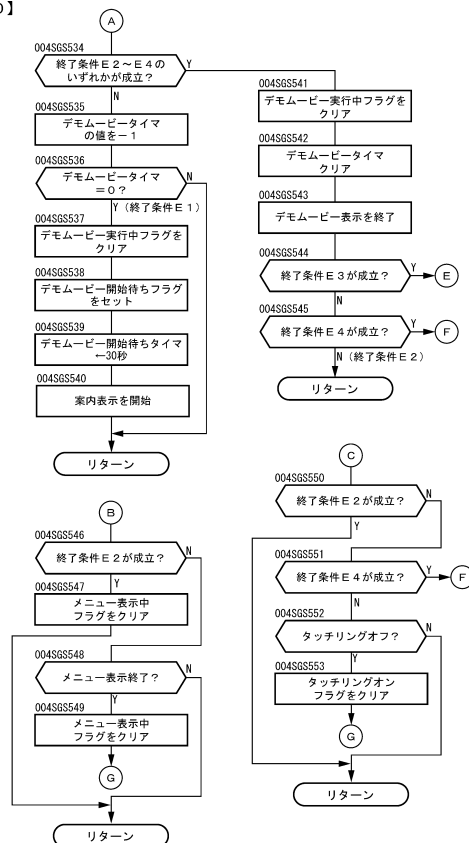 O】
A
004SGS534
終了条件E2～E4の
いずれかが成立？
Y
N
004SGS535
デモムービータイマ
の値を－1
004SGS536
デモムービータイマ
＝0？
N
Y（終了条件E1）
004SGS537
デモムービー実行中フラグを
クリア
004SGS538
デモムービー開始待ちフラグ
をセット
004SGS539
デモムービー開始待ちタイマ
←30秒
004SGS540
案内表示を開始
リターン
004SGS541
デモムービー実行中フラグを
クリア
004SGS542
デモムービータイマ
クリア
004SGS543
デモムービー表示を終了
004SGS544
終了条件E3が成立？
Y
E
N
004SGS545
終了条件E4が成立？
Y
F
N（終了条件E2）
リターン
B
004SGS546
終了条件E2が成立？
N
Y
004SGS547
メニュー表示中
フラグをクリア
004SGS548
メニュー表示終了？
N
Y
004SGS549
メニュー表示中
フラグをクリア
G
リターン
C
004SGS550
終了条件E2が成立？
N
Y
004SGS551
終了条件E4が成立？
Y
F
N
004SGS552
タッチリングオフ？
N
Y
004SGS553
タッチリングオン
フラグをクリア
G
リターン